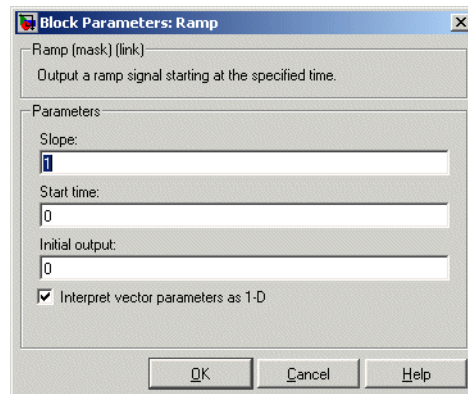 Block Parameters: Ramp
Ramp (mask) (link)
Output a ramp signal starting at the specified time.
Parameters
Slope:
1
Start time:
0
Initial output:
0
Interpret vector parameters as 1-D
OK Cancel Help